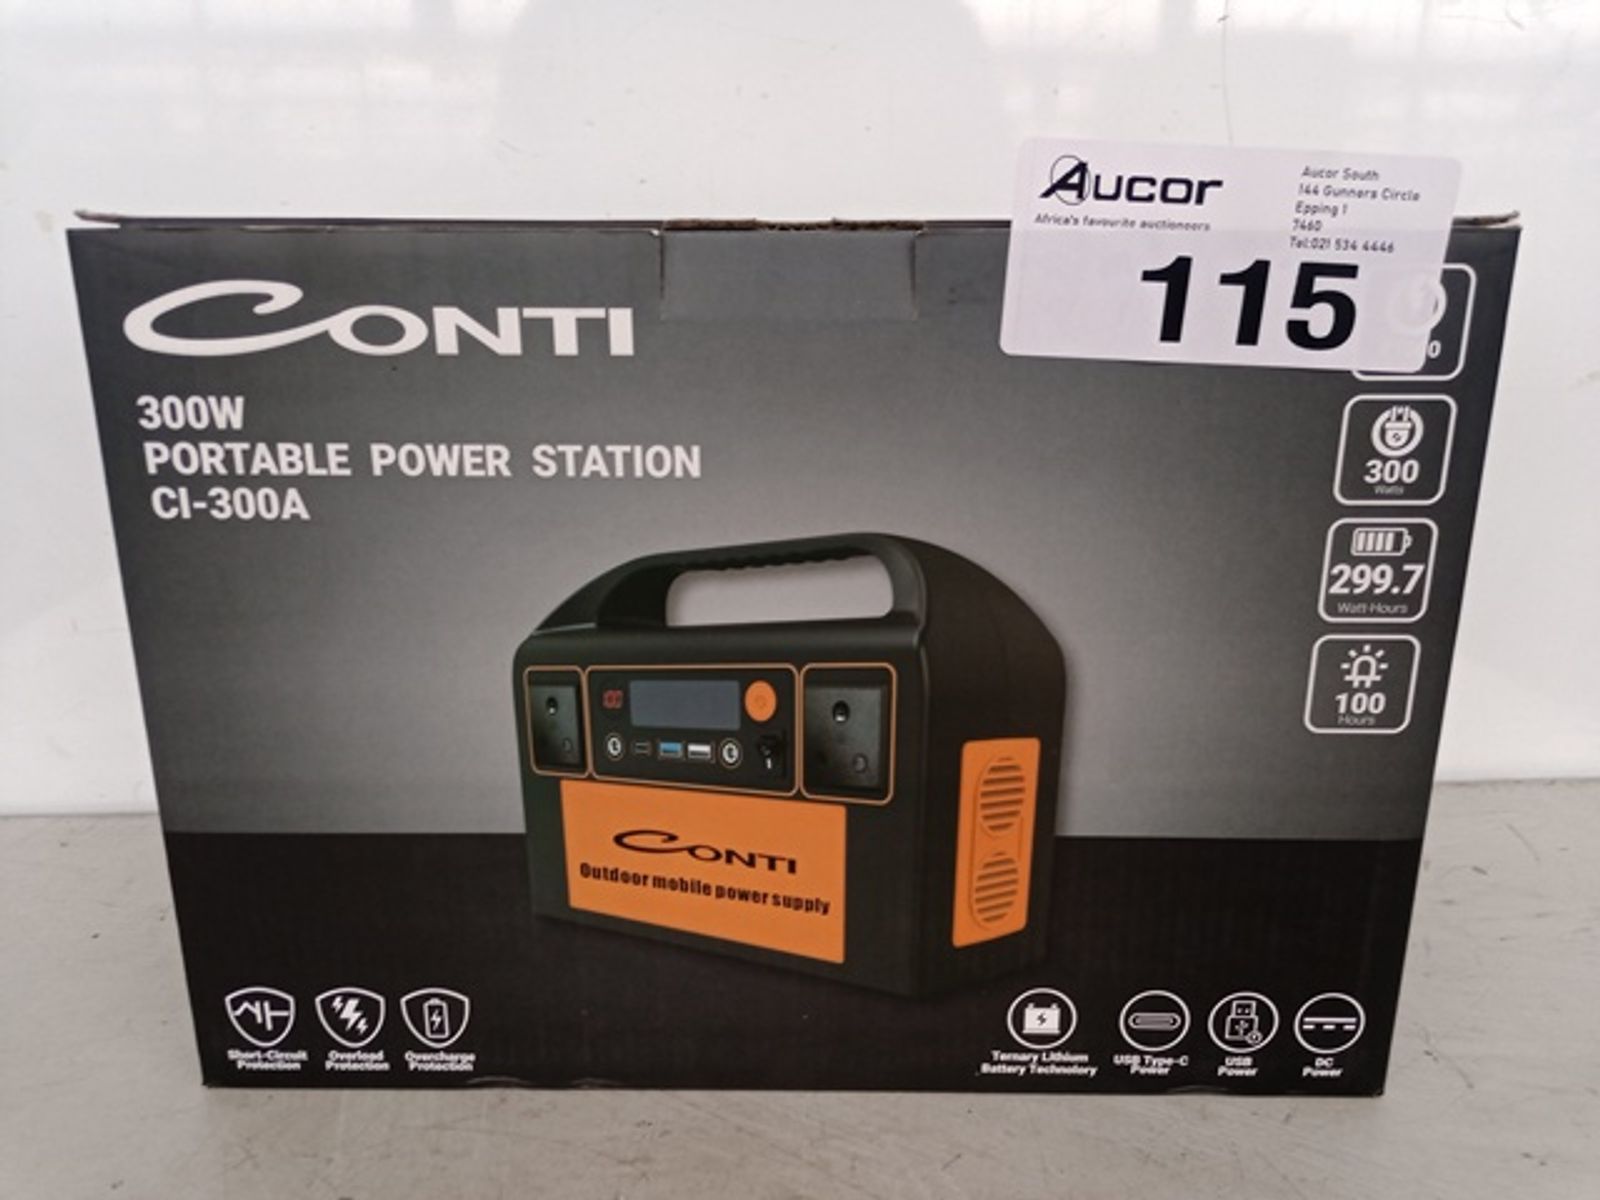 AUCOR
Africa's favourite auctioneers
Aucor South
144 Gunners Circle
Epping 1
7460
Tel:021 534 4446
115
CONTI
300W
PORTABLE POWER STATION
CI-300A
300
Watts
299.7
Watt-Hours
100
Hours
CONTI
Outdoor mobile power supply
Short-Circuit
Protection
Overload
Protection
Overcharge
Protection
Ternary Lithium
Battery Technology
USB Type-C
Power
USB
Power
DC
Power